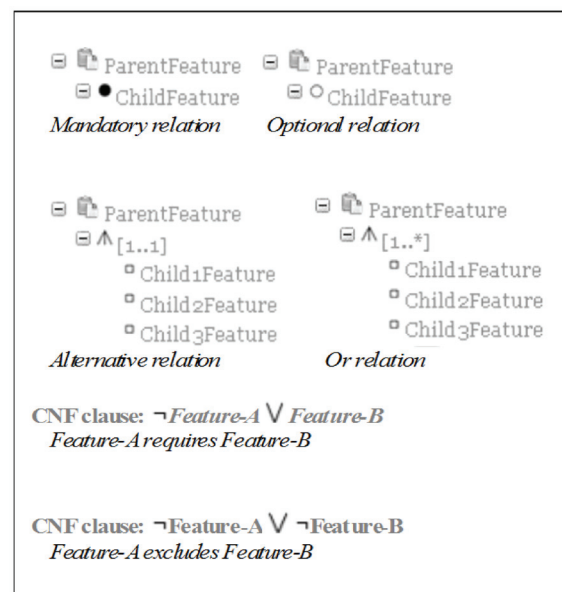 ParentFeature ParentFeature
ChildFeature ChildFeature
Mandatory relation Optional relation
ParentFeature ParentFeature
[1..1] [1..*]
Child1Feature Child1Feature
Child2Feature Child2Feature
Child3Feature Child3Feature
Alternative relation Or relation
CNF clause: ¬Feature-A ∨ Feature-B
Feature-A requires Feature-B
CNF clause: ¬Feature-A ∨ ¬Feature-B
Feature-A excludes Feature-B